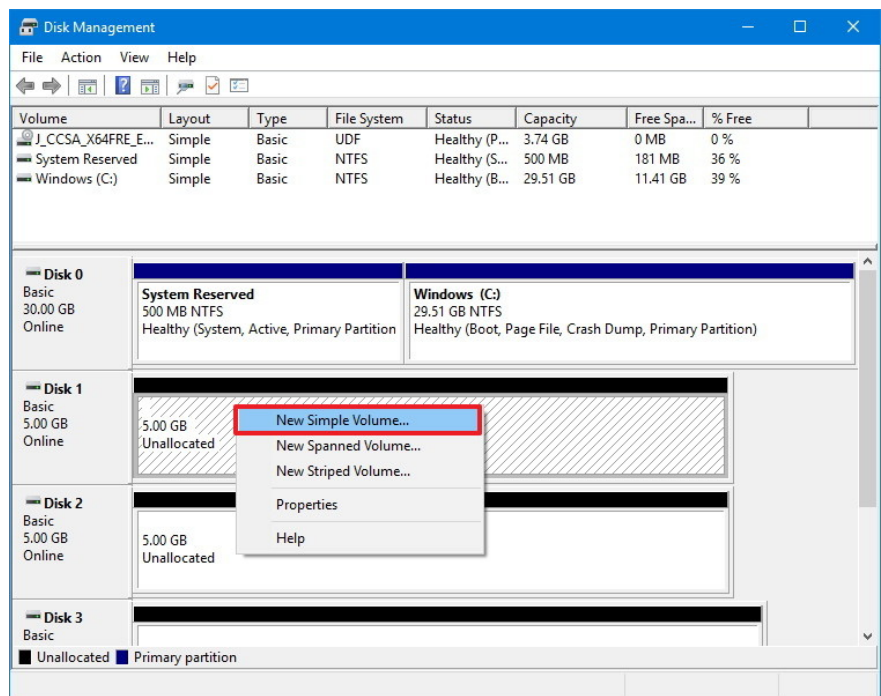 Disk Management
File Action View Help
Volume Layout Type File System Status Capacity Free Spa... % Free
J_CCSA_X64FRE_E... Simple Basic UDF Healthy (P... 3.74 GB 0 MB 0 %
System Reserved Simple Basic NTFS Healthy (S... 500 MB 181 MB 36 %
Windows (C:) Simple Basic NTFS Healthy (B... 29.51 GB 11.41 GB 39 %
Disk 0
Basic
30.00 GB
Online
System Reserved
500 MB NTFS
Healthy (System, Active, Primary Partition
Windows (C:)
29.51 GB NTFS
Healthy (Boot, Page File, Crash Dump, Primary Partition)
Disk 1
Basic
5.00 GB
Online
5.00 GB
Unallocated
New Simple Volume...
New Spanned Volume...
New Striped Volume...
Properties
Help
Disk 2
Basic
5.00 GB
Online
5.00 GB
Unallocated
Disk 3
Basic
Unallocated Primary partition